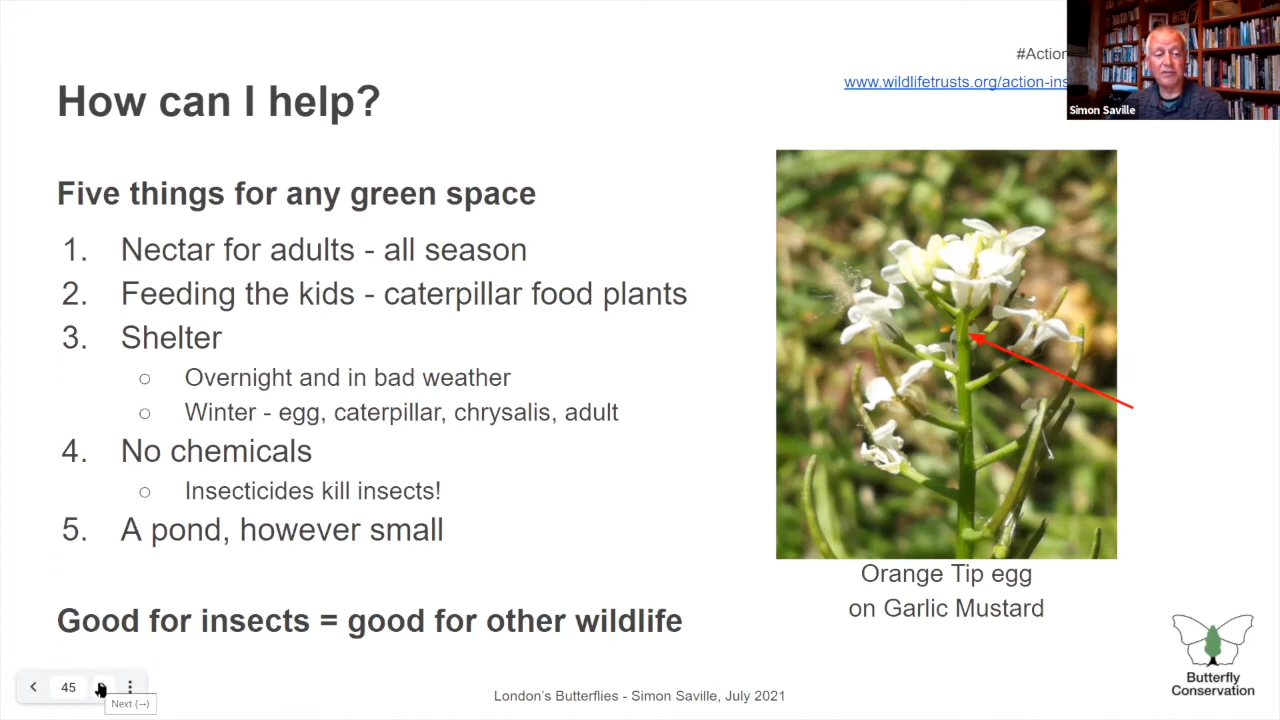 #Action
www.wildlifetrusts.org/action-ins
Simon Saville
How can I help?
Five things for any green space
1. Nectar for adults - all season
2. Feeding the kids - caterpillar food plants
3. Shelter
○ Overnight and in bad weather
○ Winter - egg, caterpillar, chrysalis, adult
4. No chemicals
○ Insecticides kill insects!
5. A pond, however small
Good for insects = good for other wildlife
Orange Tip egg
on Garlic Mustard
Butterfly
Conservation
45
Next (→)
London's Butterflies - Simon Saville, July 2021